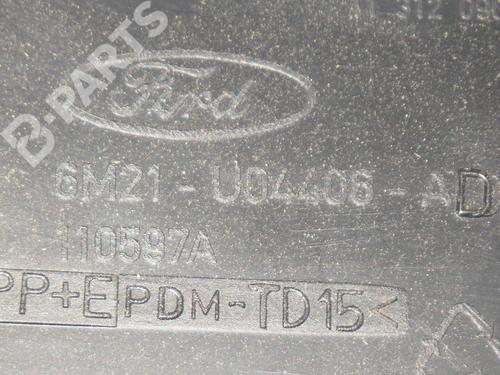 B-PARTS
Ford
6M21-U04406-AD
110597A
PP+EPDM-TD15<